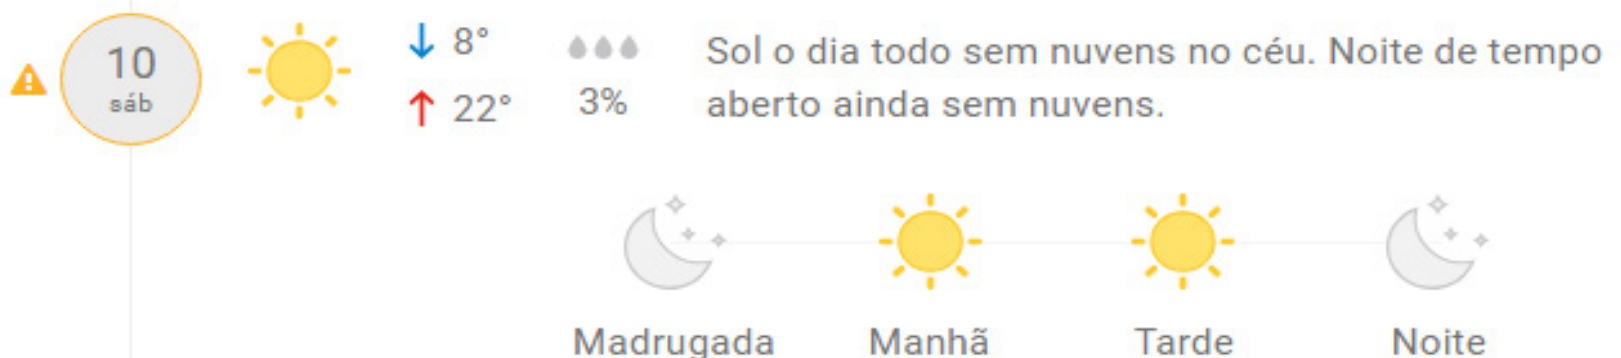 10
sáb
8°
22°
3%
Sol o dia todo sem nuvens no céu. Noite de tempo
aberto ainda sem nuvens.
Madrugada
Manhã
Tarde
Noite